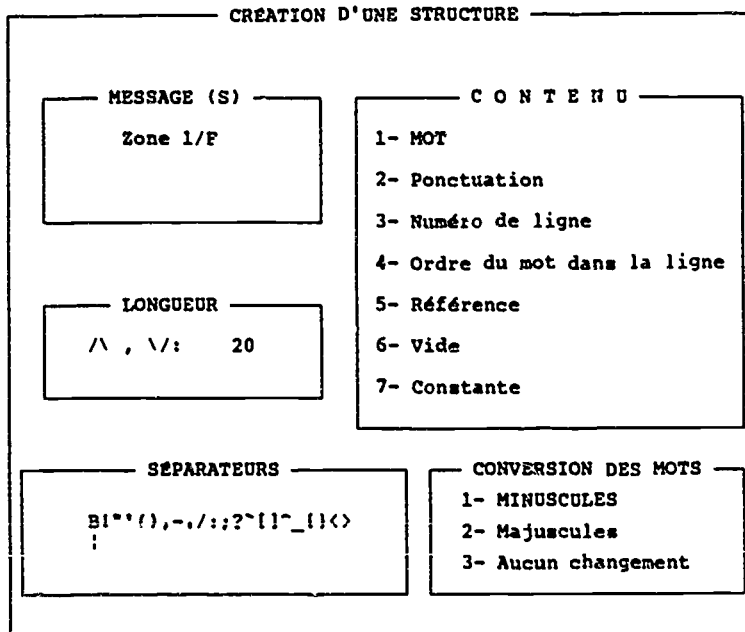 CRÉATION D'UNE STRUCTURE
MESSAGE (S)
Zone 1/F
C O N T E N U
1- MOT
2- Ponctuation
3- Numéro de ligne
4- Ordre du mot dans la ligne
5- Référence
6- Vide
7- Constante
LONGUEUR
/\ , \/: 20
SÉPARATEURS
B!"'(),-./:;?^[]^_{}<>
¦
CONVERSION DES MOTS
1- MINUSCULES
2- Majuscules
3- Aucun changement